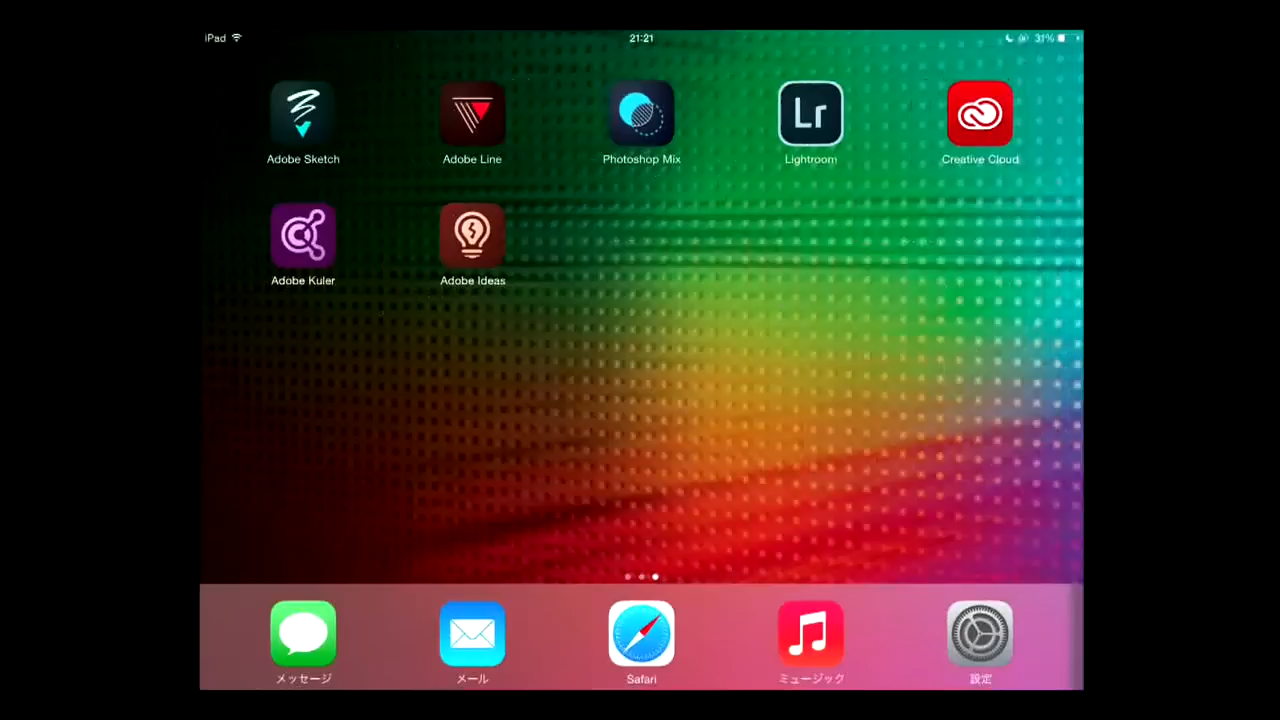 iPad
21:21
31%
Adobe Sketch
Adobe Line
Photoshop Mix
Lr
Lightroom
Creative Cloud
Adobe Kuler
Adobe Ideas
メッセージ
メール
Safari
ミュージック
設定